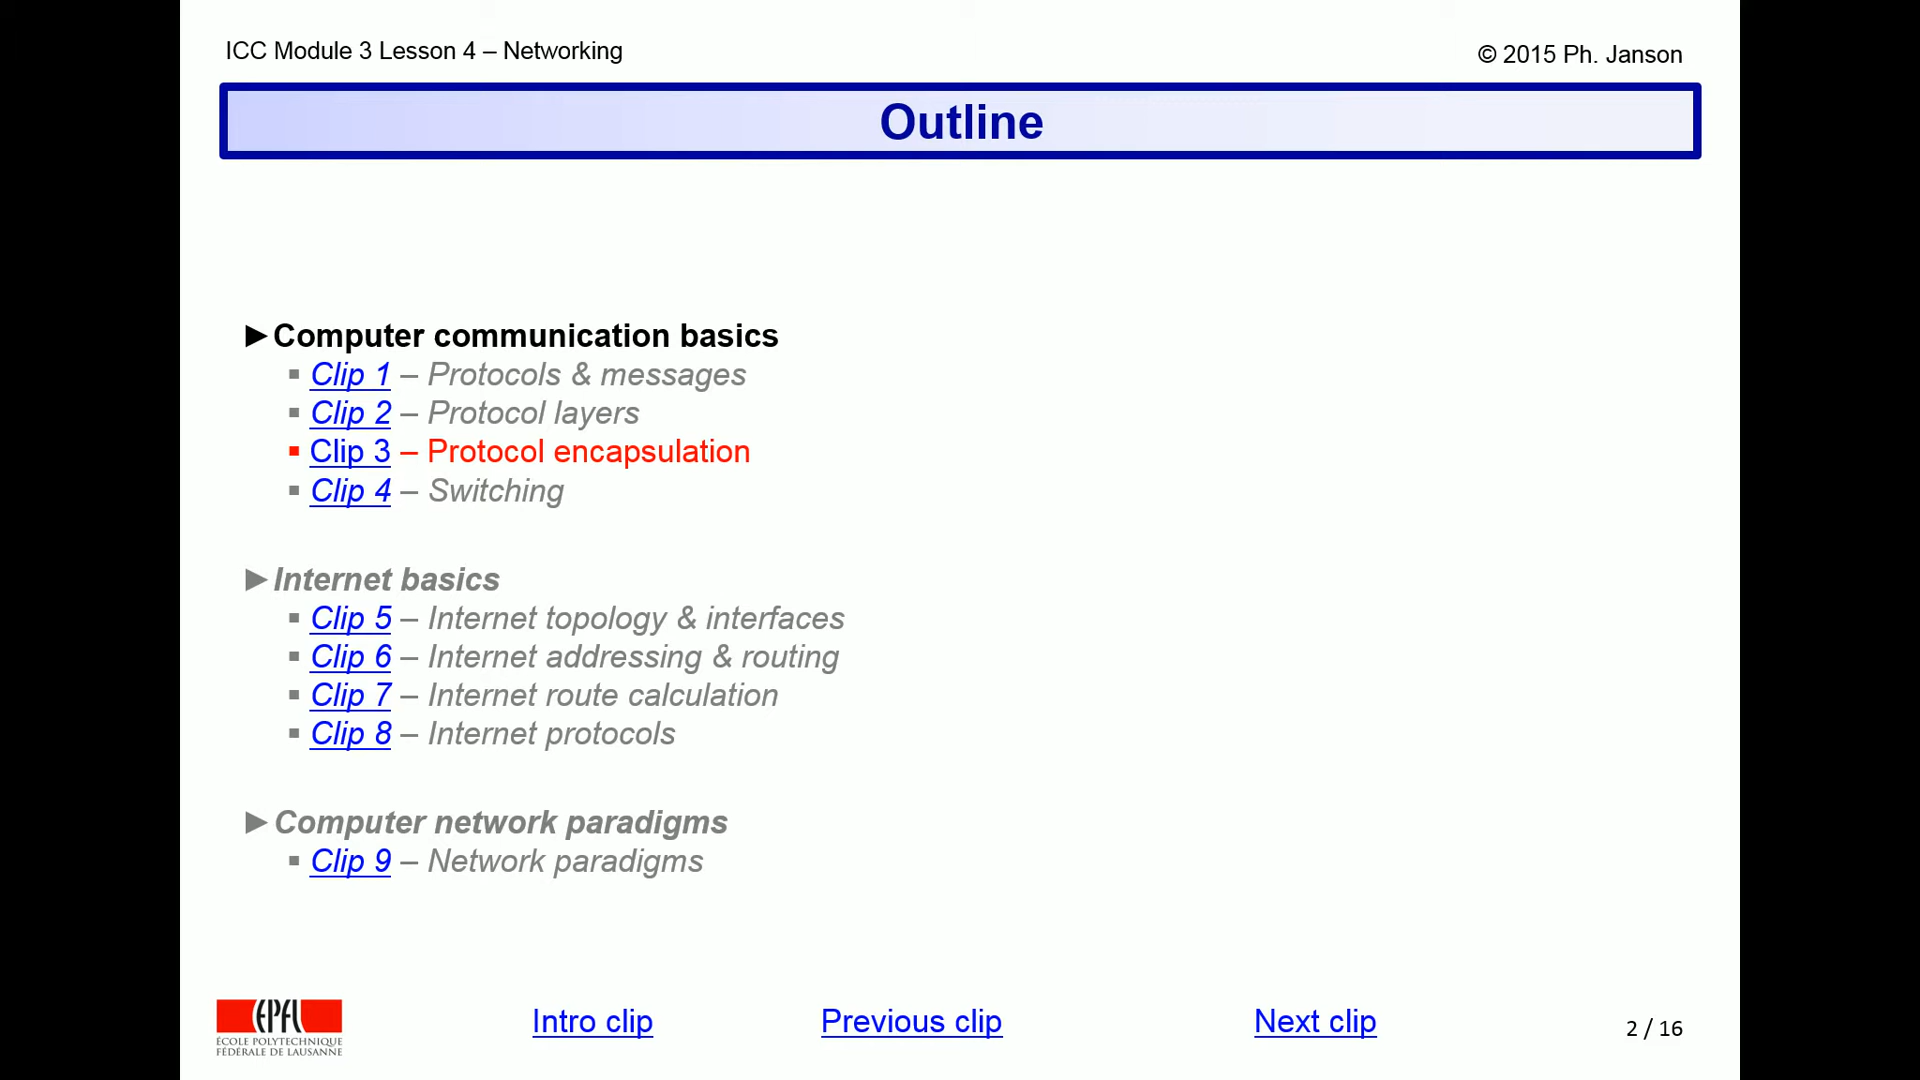 ICC Module 3 Lesson 4 – Networking
© 2015 Ph. Janson
Outline
►Computer communication basics
▪ Clip 1 – Protocols & messages
▪ Clip 2 – Protocol layers
▪ Clip 3 – Protocol encapsulation
▪ Clip 4 – Switching
►Internet basics
▪ Clip 5 – Internet topology & interfaces
▪ Clip 6 – Internet addressing & routing
▪ Clip 7 – Internet route calculation
▪ Clip 8 – Internet protocols
►Computer network paradigms
▪ Clip 9 – Network paradigms
EPFL
ÉCOLE POLYTECHNIQUE
FÉDÉRALE DE LAUSANNE
Intro clip
Previous clip
Next clip
2 / 16